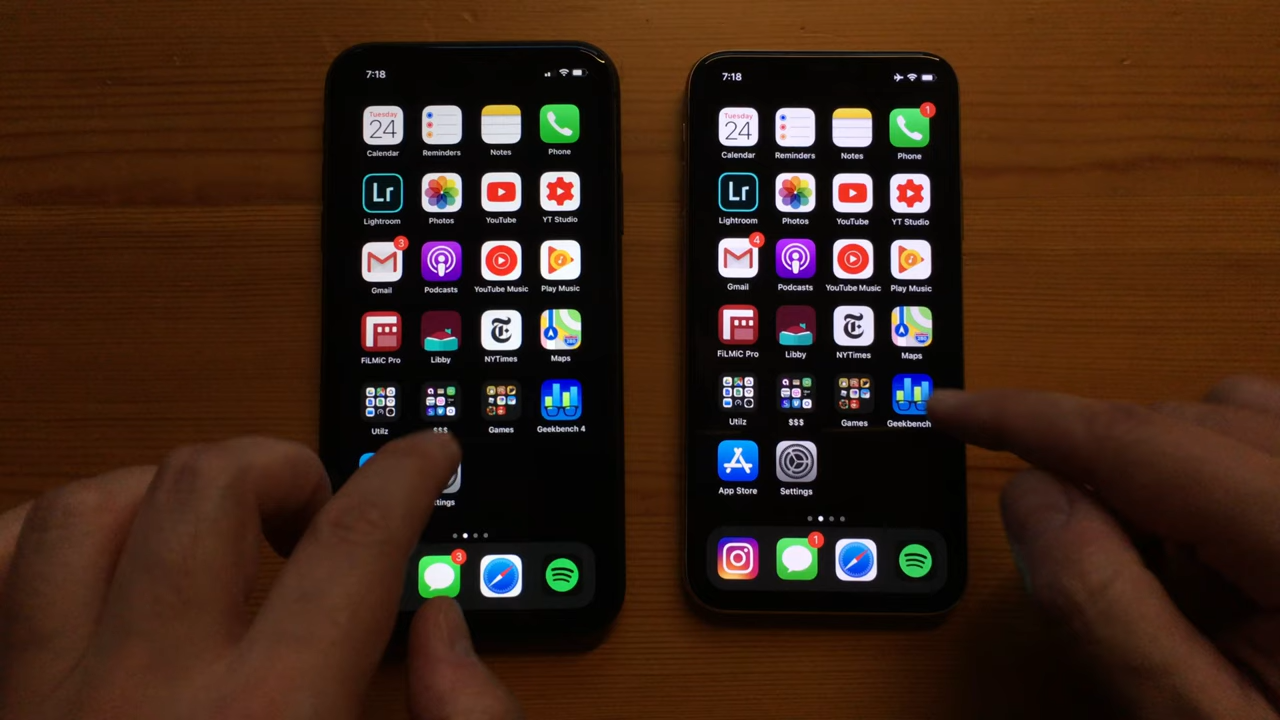 7:18
Tuesday
24
Calendar
Reminders
Notes
Phone
Lr
Lightroom
Photos
YouTube
YT Studio
3
Gmail
Podcasts
YouTube Music
Play Music
FiLMiC Pro
Libby
NYTimes
Maps
Utilz
$$$
Games
Geekbench 4
tings
3
7:18
Tuesday
24
Calendar
Reminders
Notes
1
Phone
Lr
Lightroom
Photos
YouTube
YT Studio
4
Gmail
Podcasts
YouTube Music
Play Music
FiLMiC Pro
Libby
NYTimes
Maps
280
Utilz
$$$
Games
Geekbench
App Store
Settings
1